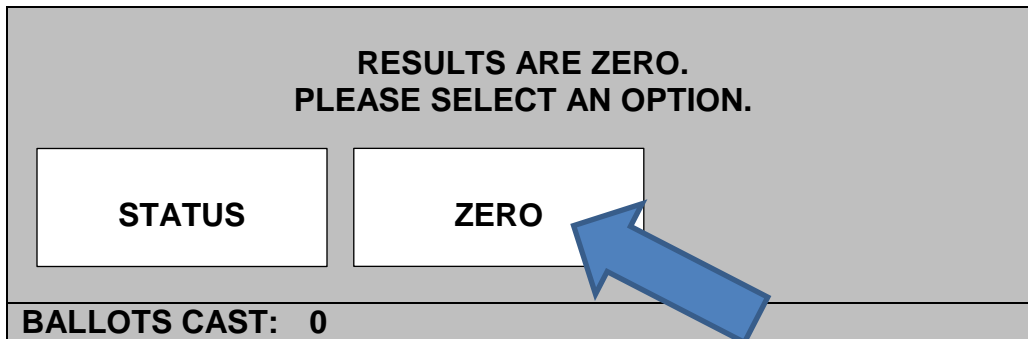 RESULTS ARE ZERO.
PLEASE SELECT AN OPTION.
STATUS ZERO
BALLOTS CAST: 0